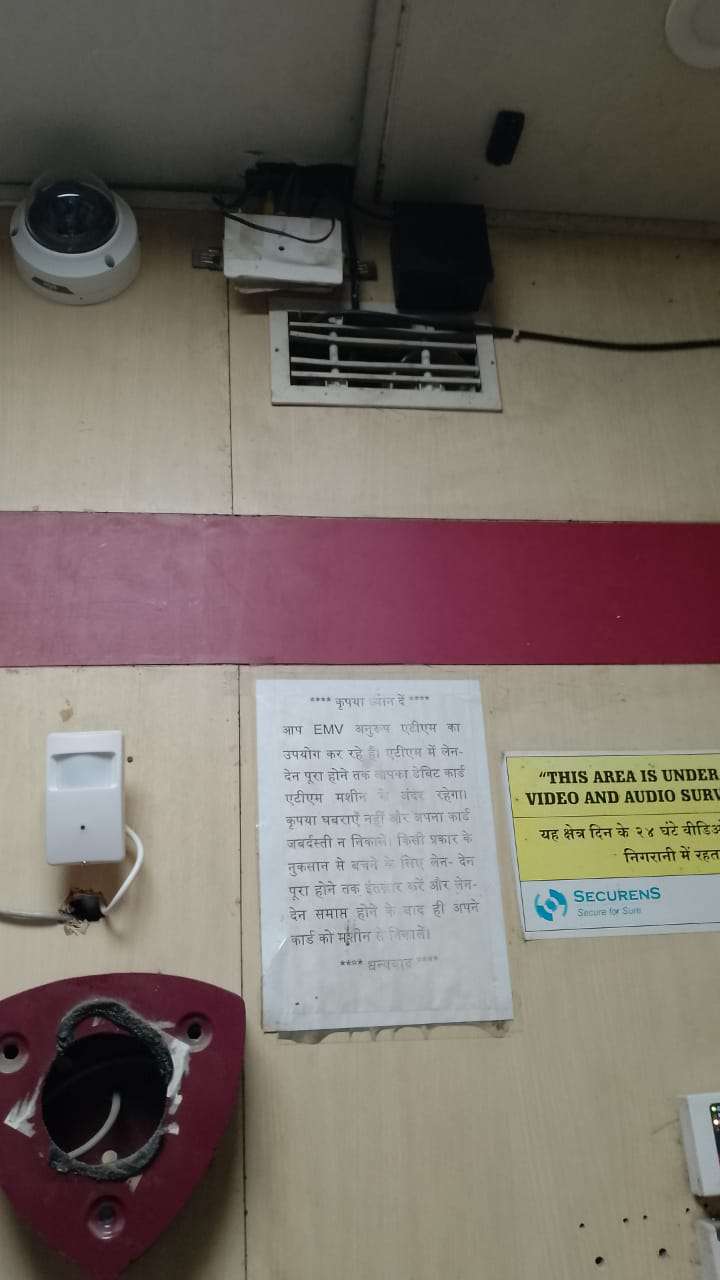 **** कृपया ध्यान दें ****
आप EMV अनुरूप एटीएम का
उपयोग कर रहे हैं। एटीएम में लेन-
देन पूरा होने तक आपका डेबिट कार्ड
एटीएम मशीन के अंदर रहेगा।
कृपया घबराएँ नहीं और अपना कार्ड
जबर्दस्ती न निकालें। किसी प्रकार के
नुकसान से बचने के लिए लेन- देन
पूरा होने तक इंतजार करें और लेन-
देन समाप्त होने के बाद ही अपने
कार्ड को मशीन से निकालें।
**** धन्यवाद ****
"THIS AREA IS UNDER
VIDEO AND AUDIO SURV
यह क्षेत्र दिन के २४ घंटे वीडिओ
निगरानी में रहत
SECURENS
Secure for Sure